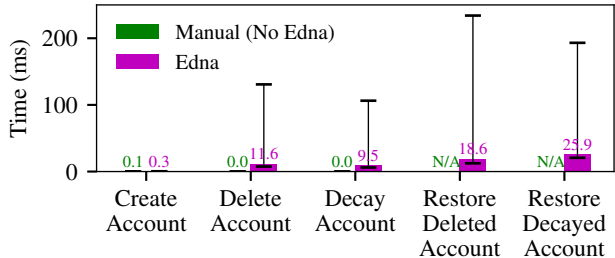 Time (ms)
200
100
0
Manual (No Edna)
Edna
0.1 0.3
0.0 11.6
0.0 9.5
N/A 18.6
N/A 25.9
Create
Account
Delete
Account
Decay
Account
Restore
Deleted
Account
Restore
Decayed
Account